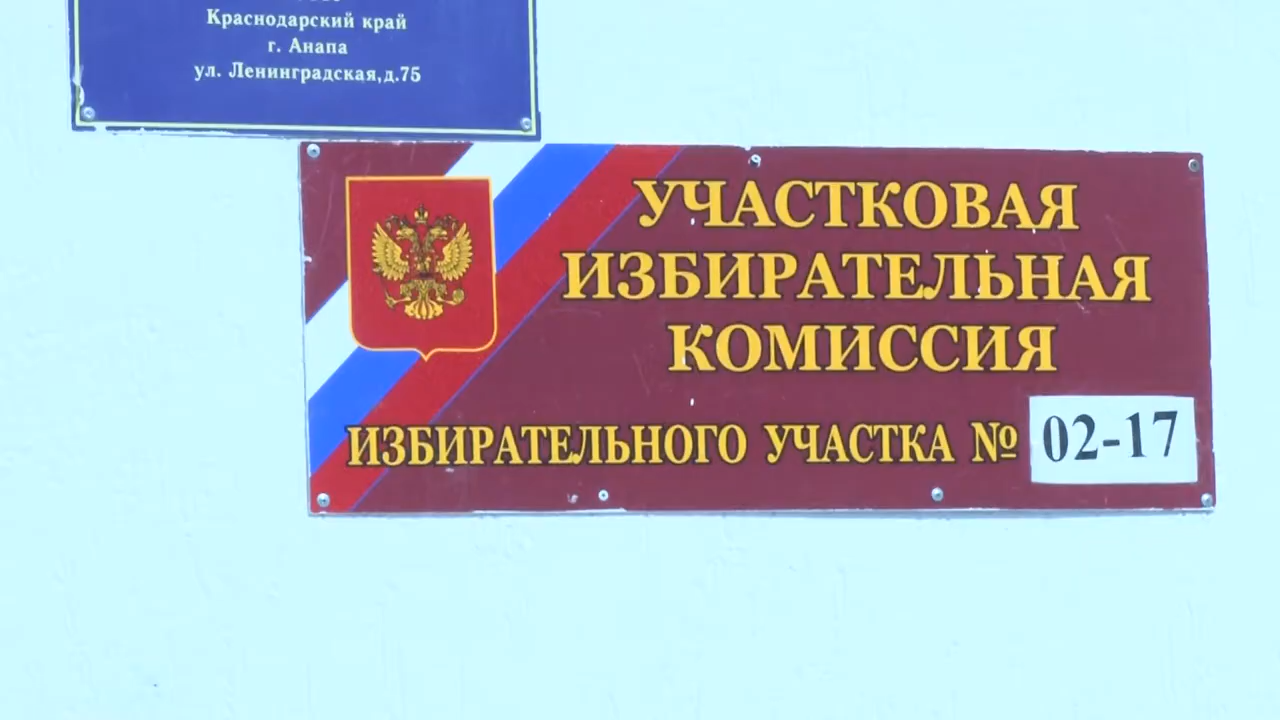 Краснодарский край
г. Анапа
ул. Ленинградская,д.75
УЧАСТКОВАЯ
ИЗБИРАТЕЛЬНАЯ
КОМИССИЯ
ИЗБИРАТЕЛЬНОГО УЧАСТКА № 02-17